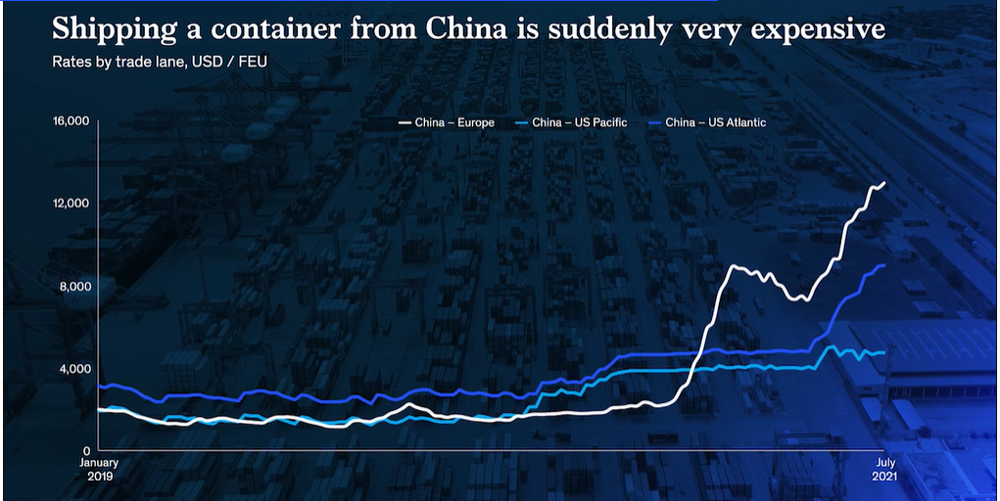 Shipping a container from China is suddenly very expensive
Rates by trade lane, USD / FEU
16,000
China – Europe
China – US Pacific
China – US Atlantic
12,000
8,000
4,000
0
January
2019
July
2021